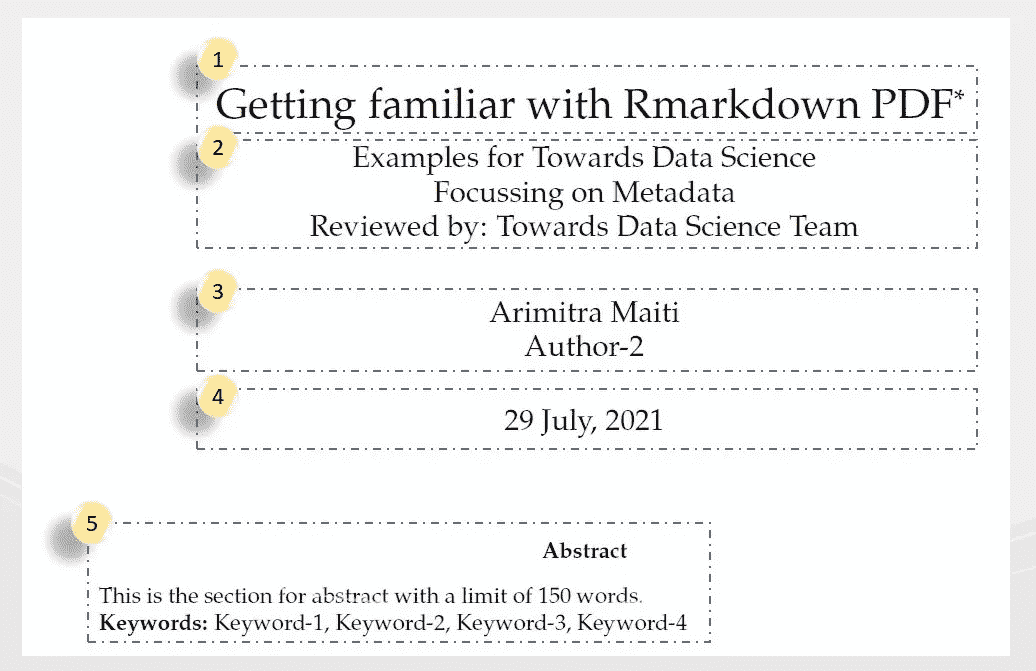 1
Getting familiar with Rmarkdown PDF*
2
Examples for Towards Data Science
Focussing on Metadata
Reviewed by: Towards Data Science Team
3
Arimitra Maiti
Author-2
4
29 July, 2021
5
Abstract
This is the section for abstract with a limit of 150 words.
Keywords: Keyword-1, Keyword-2, Keyword-3, Keyword-4